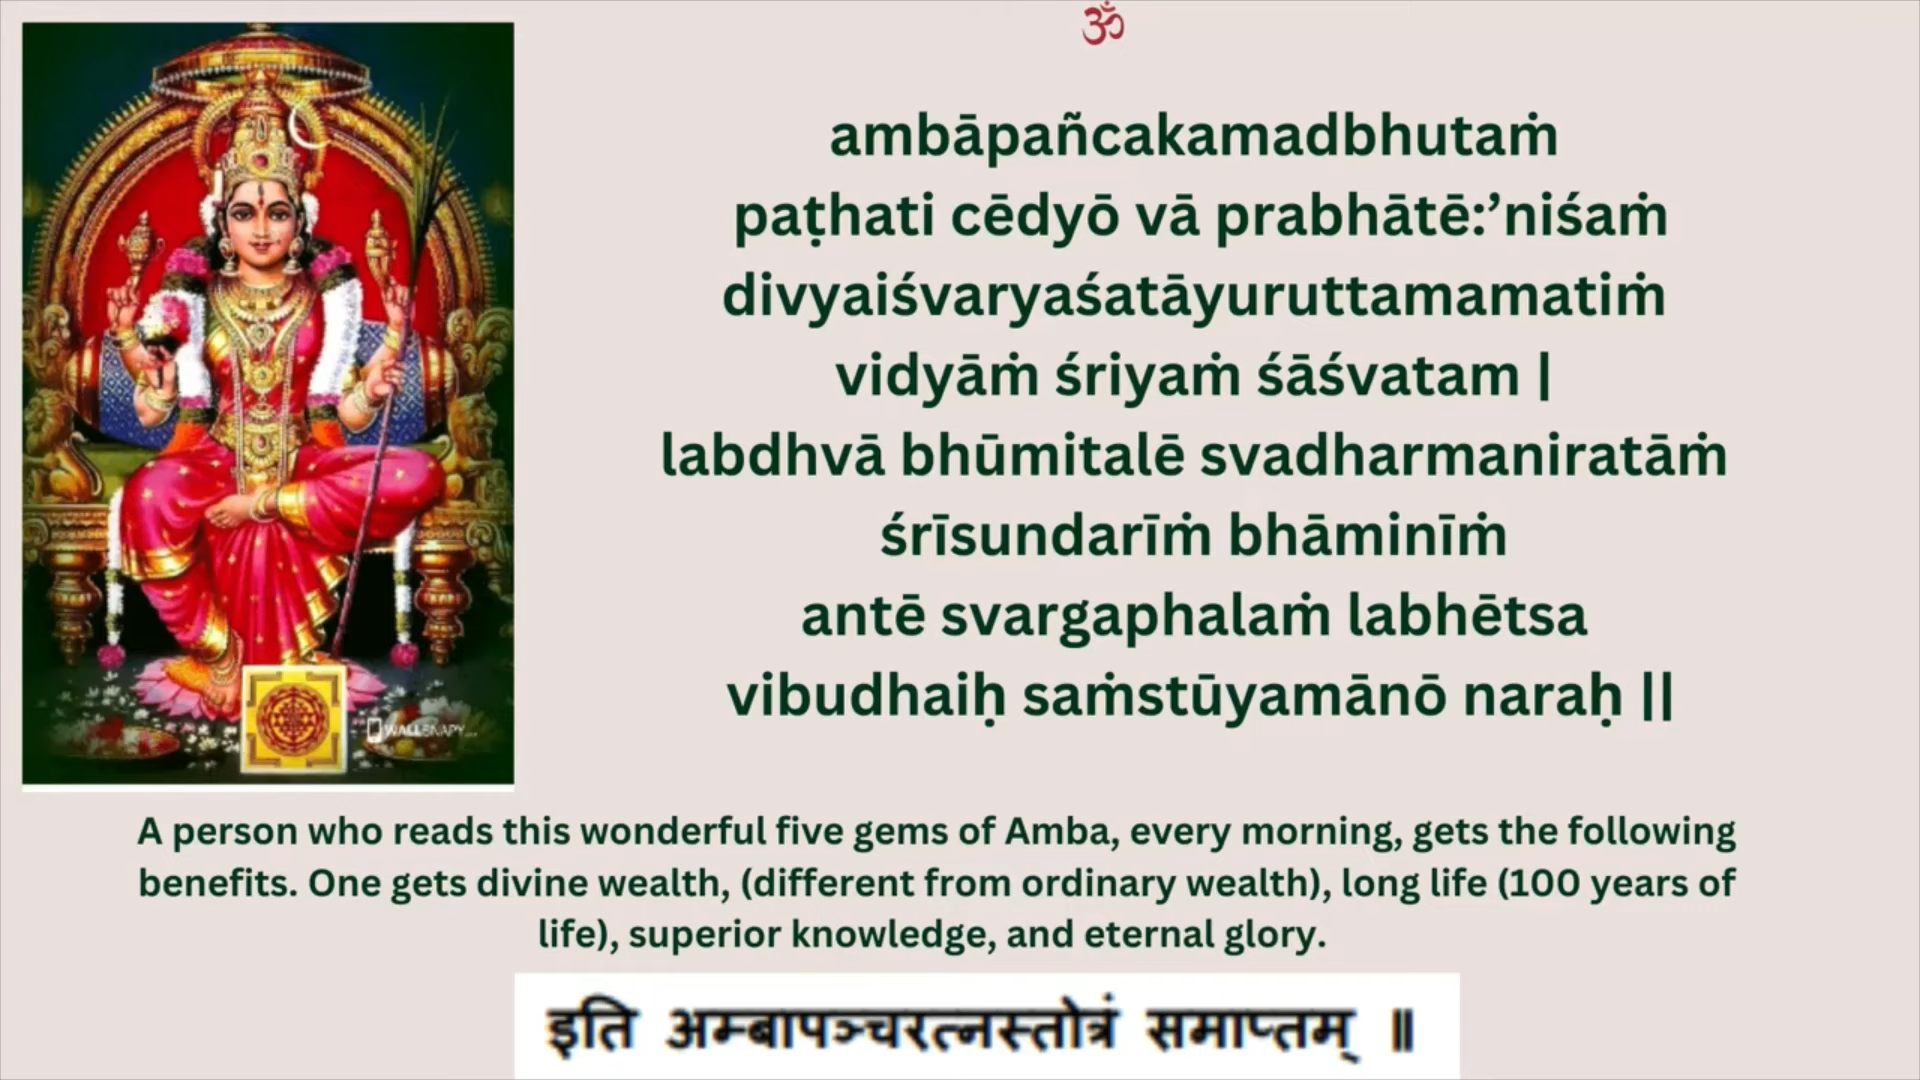 ॐ
ambāpañcakamadbhutaṁ
paṭhati cēdyō vā prabhātē:’niśaṁ
divyaiśvaryaśatāyuruttamamatiṁ
vidyāṁ śriyaṁ śāśvatam |
labdhvā bhūmitalē svadharmaniratāṁ
śrīsundarīṁ bhāminīṁ
antē svargaphalaṁ labhētsa
vibudhaiḥ saṁstūyamānō naraḥ ||
A person who reads this wonderful five gems of Amba, every morning, gets the following
benefits. One gets divine wealth, (different from ordinary wealth), long life (100 years of
life), superior knowledge, and eternal glory.
इति अम्बापञ्चरत्नस्तोत्रं समाप्तम् ॥